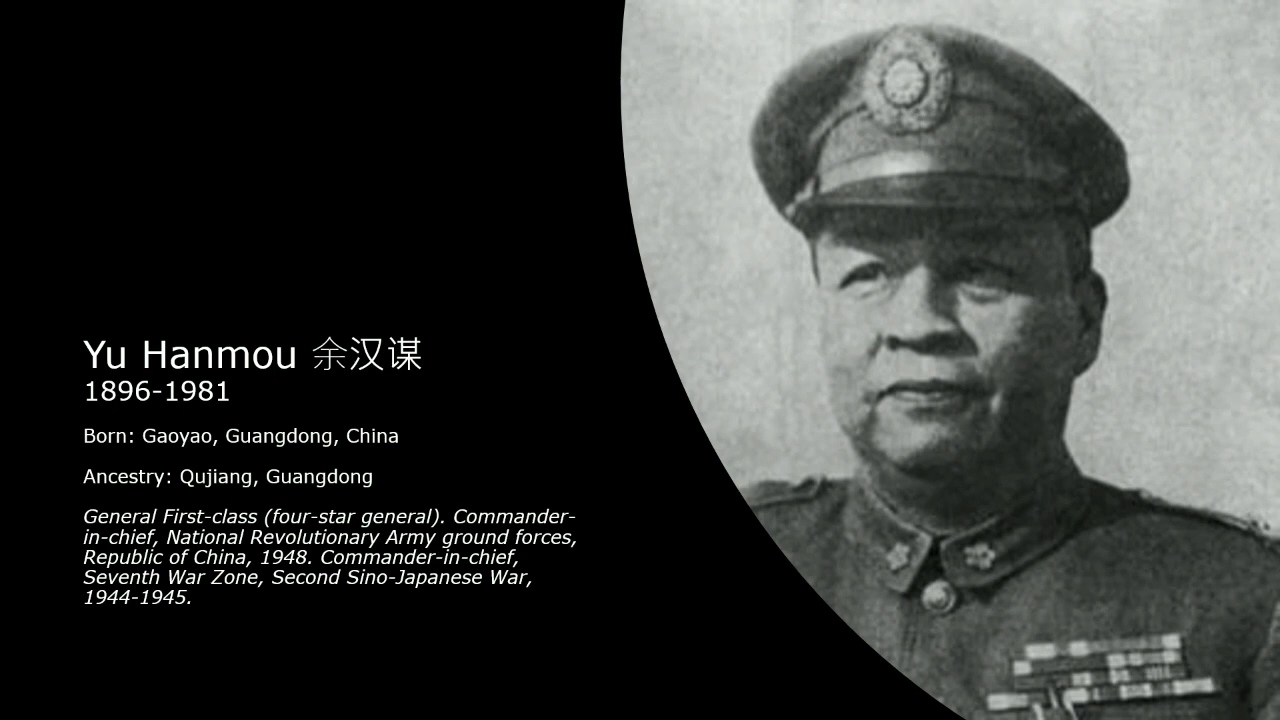 Yu Hanmou 余汉谋
1896-1981
Born: Gaoyao, Guangdong, China
Ancestry: Qujiang, Guangdong
General First-class (four-star general). Commander-
in-chief, National Revolutionary Army ground forces,
Republic of China, 1948. Commander-in-chief,
Seventh War Zone, Second Sino-Japanese War,
1944-1945.